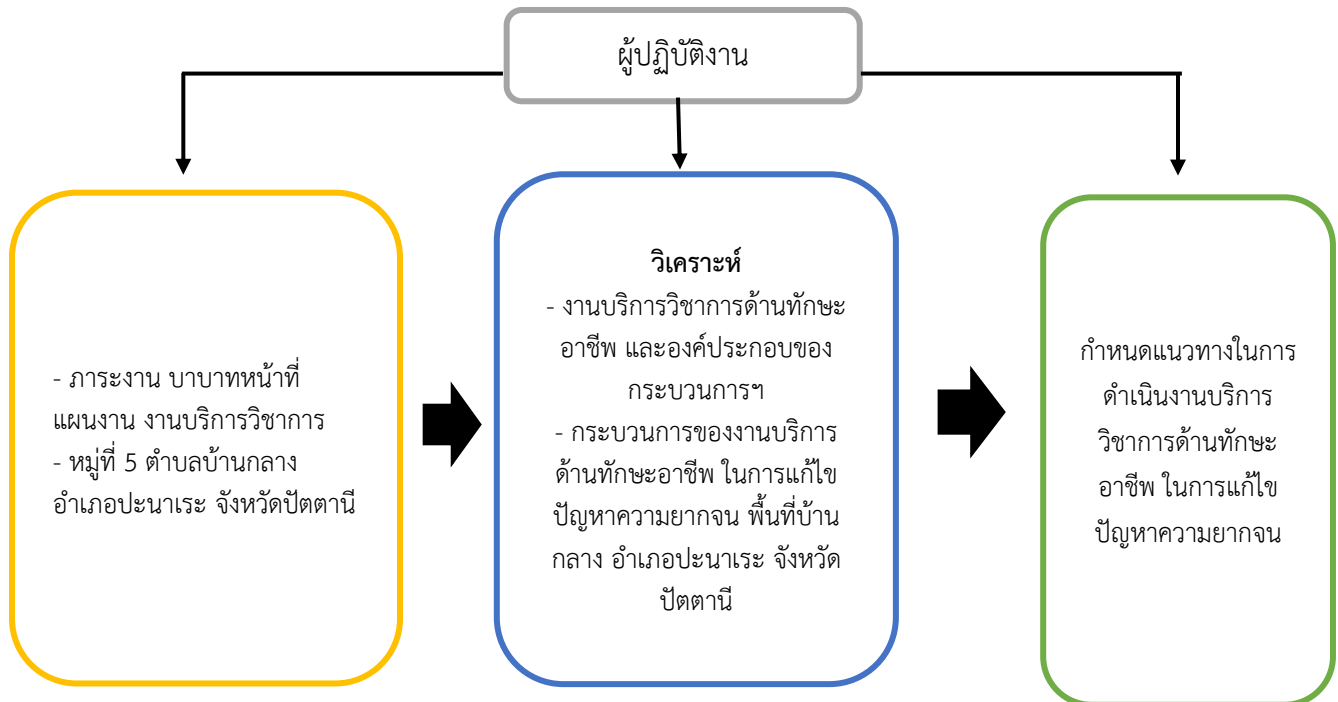 ผู้ปฏิบัติงาน
- ภาระงาน บาบาทหน้าที่
แผนงาน งานบริการวิชาการ
- หมู่ที่ 5 ตำบลบ้านกลาง
อำเภอปะนาเระ จังหวัดปัตตานี
วิเคราะห์
- งานบริการวิชาการด้านทักษะ
อาชีพ และองค์ประกอบของ
กระบวนการฯ
- กระบวนการของงานบริการ
ด้านทักษะอาชีพ ในการแก้ไข
ปัญหาความยากจน พื้นที่บ้าน
กลาง อำเภอปะนาเระ จังหวัด
ปัตตานี
กำหนดแนวทางในการ
ดำเนินงานบริการ
วิชาการด้านทักษะ
อาชีพ ในการแก้ไข
ปัญหาความยากจน